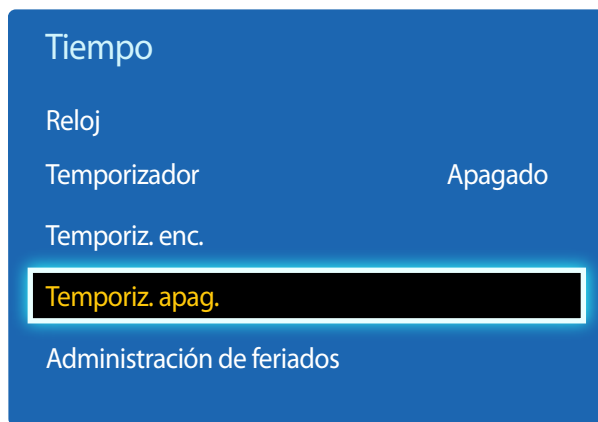 Tiempo
Reloj
Temporizador Apagado
Temporiz. enc.
Temporiz. apag.
Administración de feriados